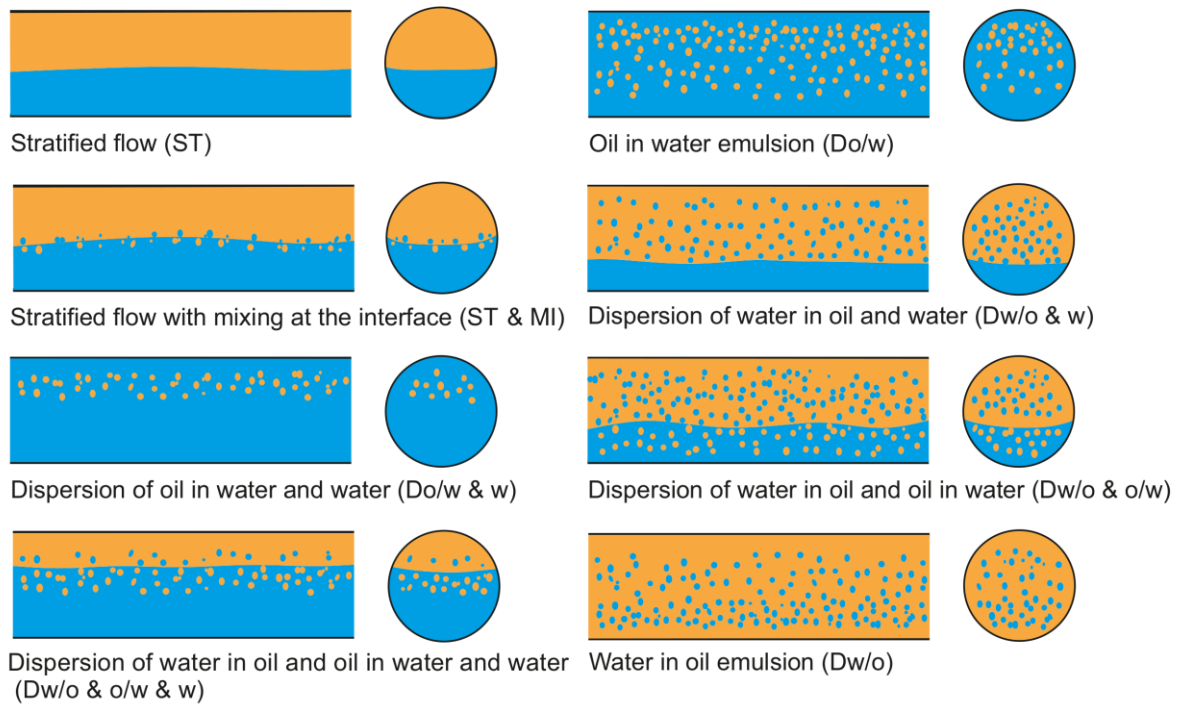 Stratified flow (ST)
Oil in water emulsion (Do/w)
Stratified flow with mixing at the interface (ST & MI)
Dispersion of water in oil and water (Dw/o & w)
Dispersion of oil in water and water (Do/w & w)
Dispersion of water in oil and oil in water (Dw/o & o/w)
Dispersion of water in oil and oil in water and water
(Dw/o & o/w & w)
Water in oil emulsion (Dw/o)